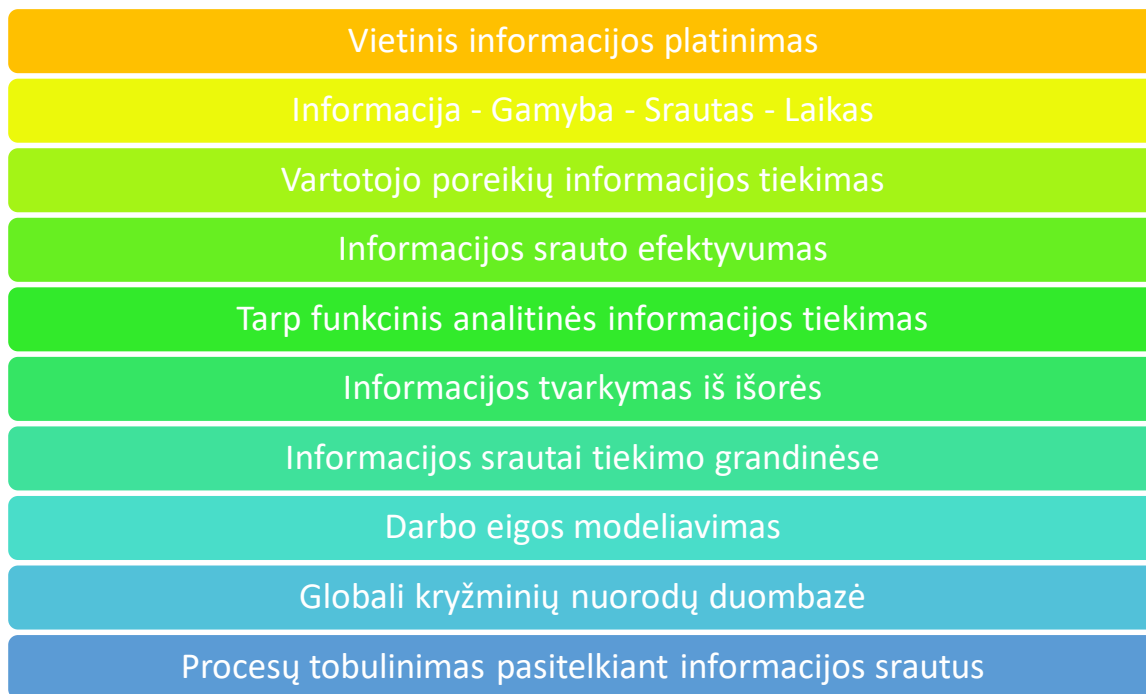 Vietinis informacijos platinimas
Informacija - Gamyba - Srautas - Laikas
Vartotojo poreikių informacijos tiekimas
Informacijos srauto efektyvumas
Tarp funkcinis analitinės informacijos tiekimas
Informacijos tvarkymas iš išorės
Informacijos srautai tiekimo grandinėse
Darbo eigos modeliavimas
Globali kryžminių nuorodų duombazė
Procesų tobulinimas pasitelkiant informacijos srautus